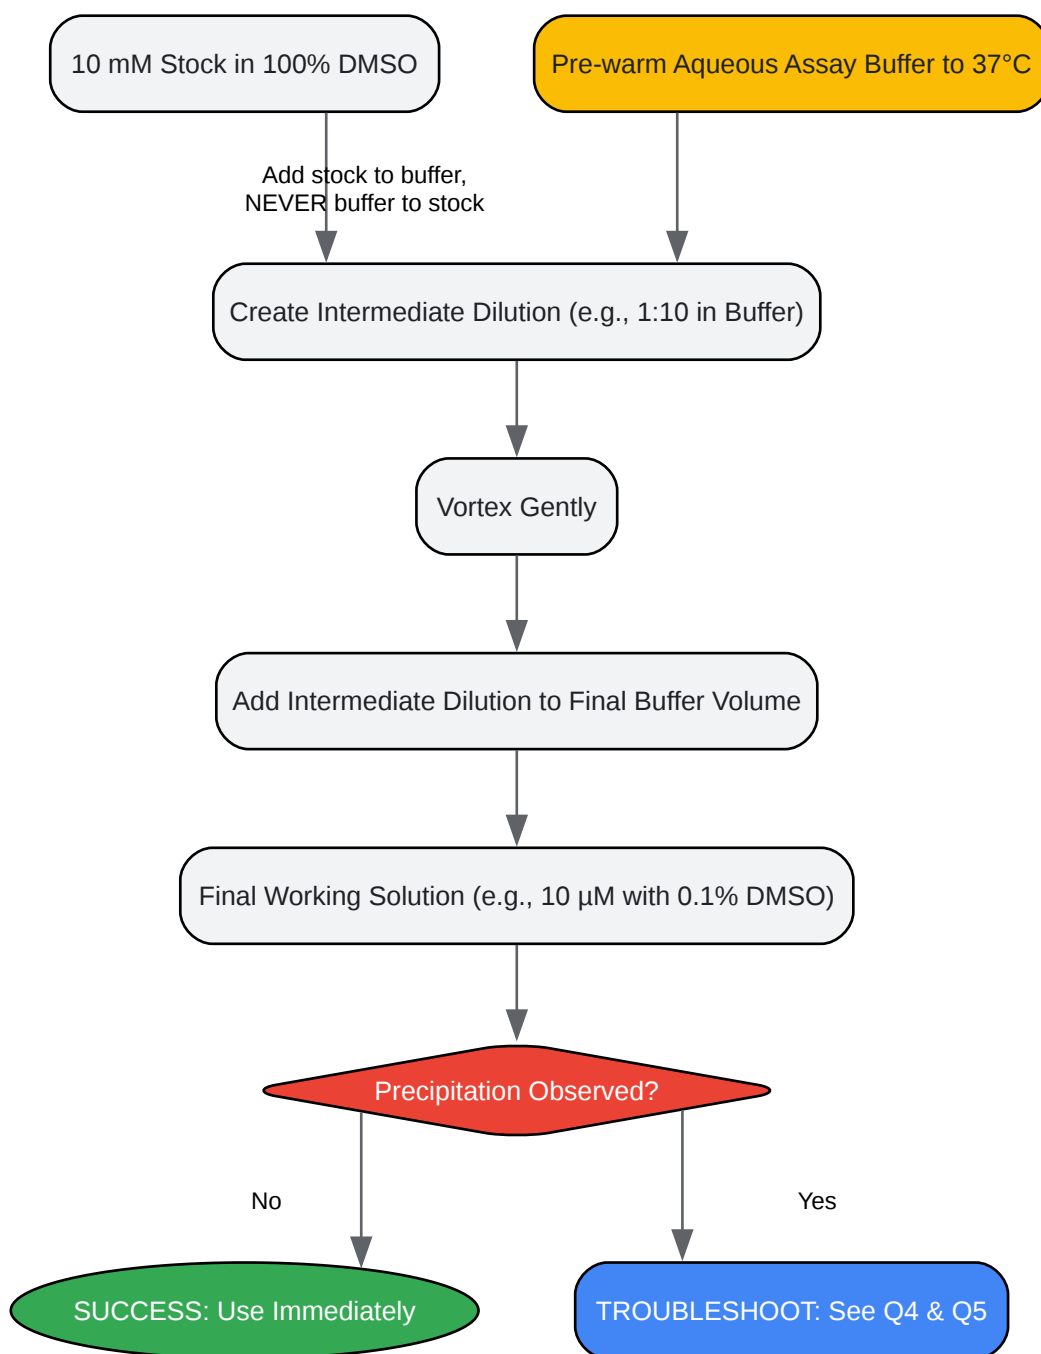 10 mM Stock in 100% DMSO
Pre-warm Aqueous Assay Buffer to 37°C
Add stock to buffer,
NEVER buffer to stock
Create Intermediate Dilution (e.g., 1:10 in Buffer)
Vortex Gently
Add Intermediate Dilution to Final Buffer Volume
Final Working Solution (e.g., 10 µM with 0.1% DMSO)
Precipitation Observed?
No
Yes
SUCCESS: Use Immediately
TROUBLESHOOT: See Q4 & Q5